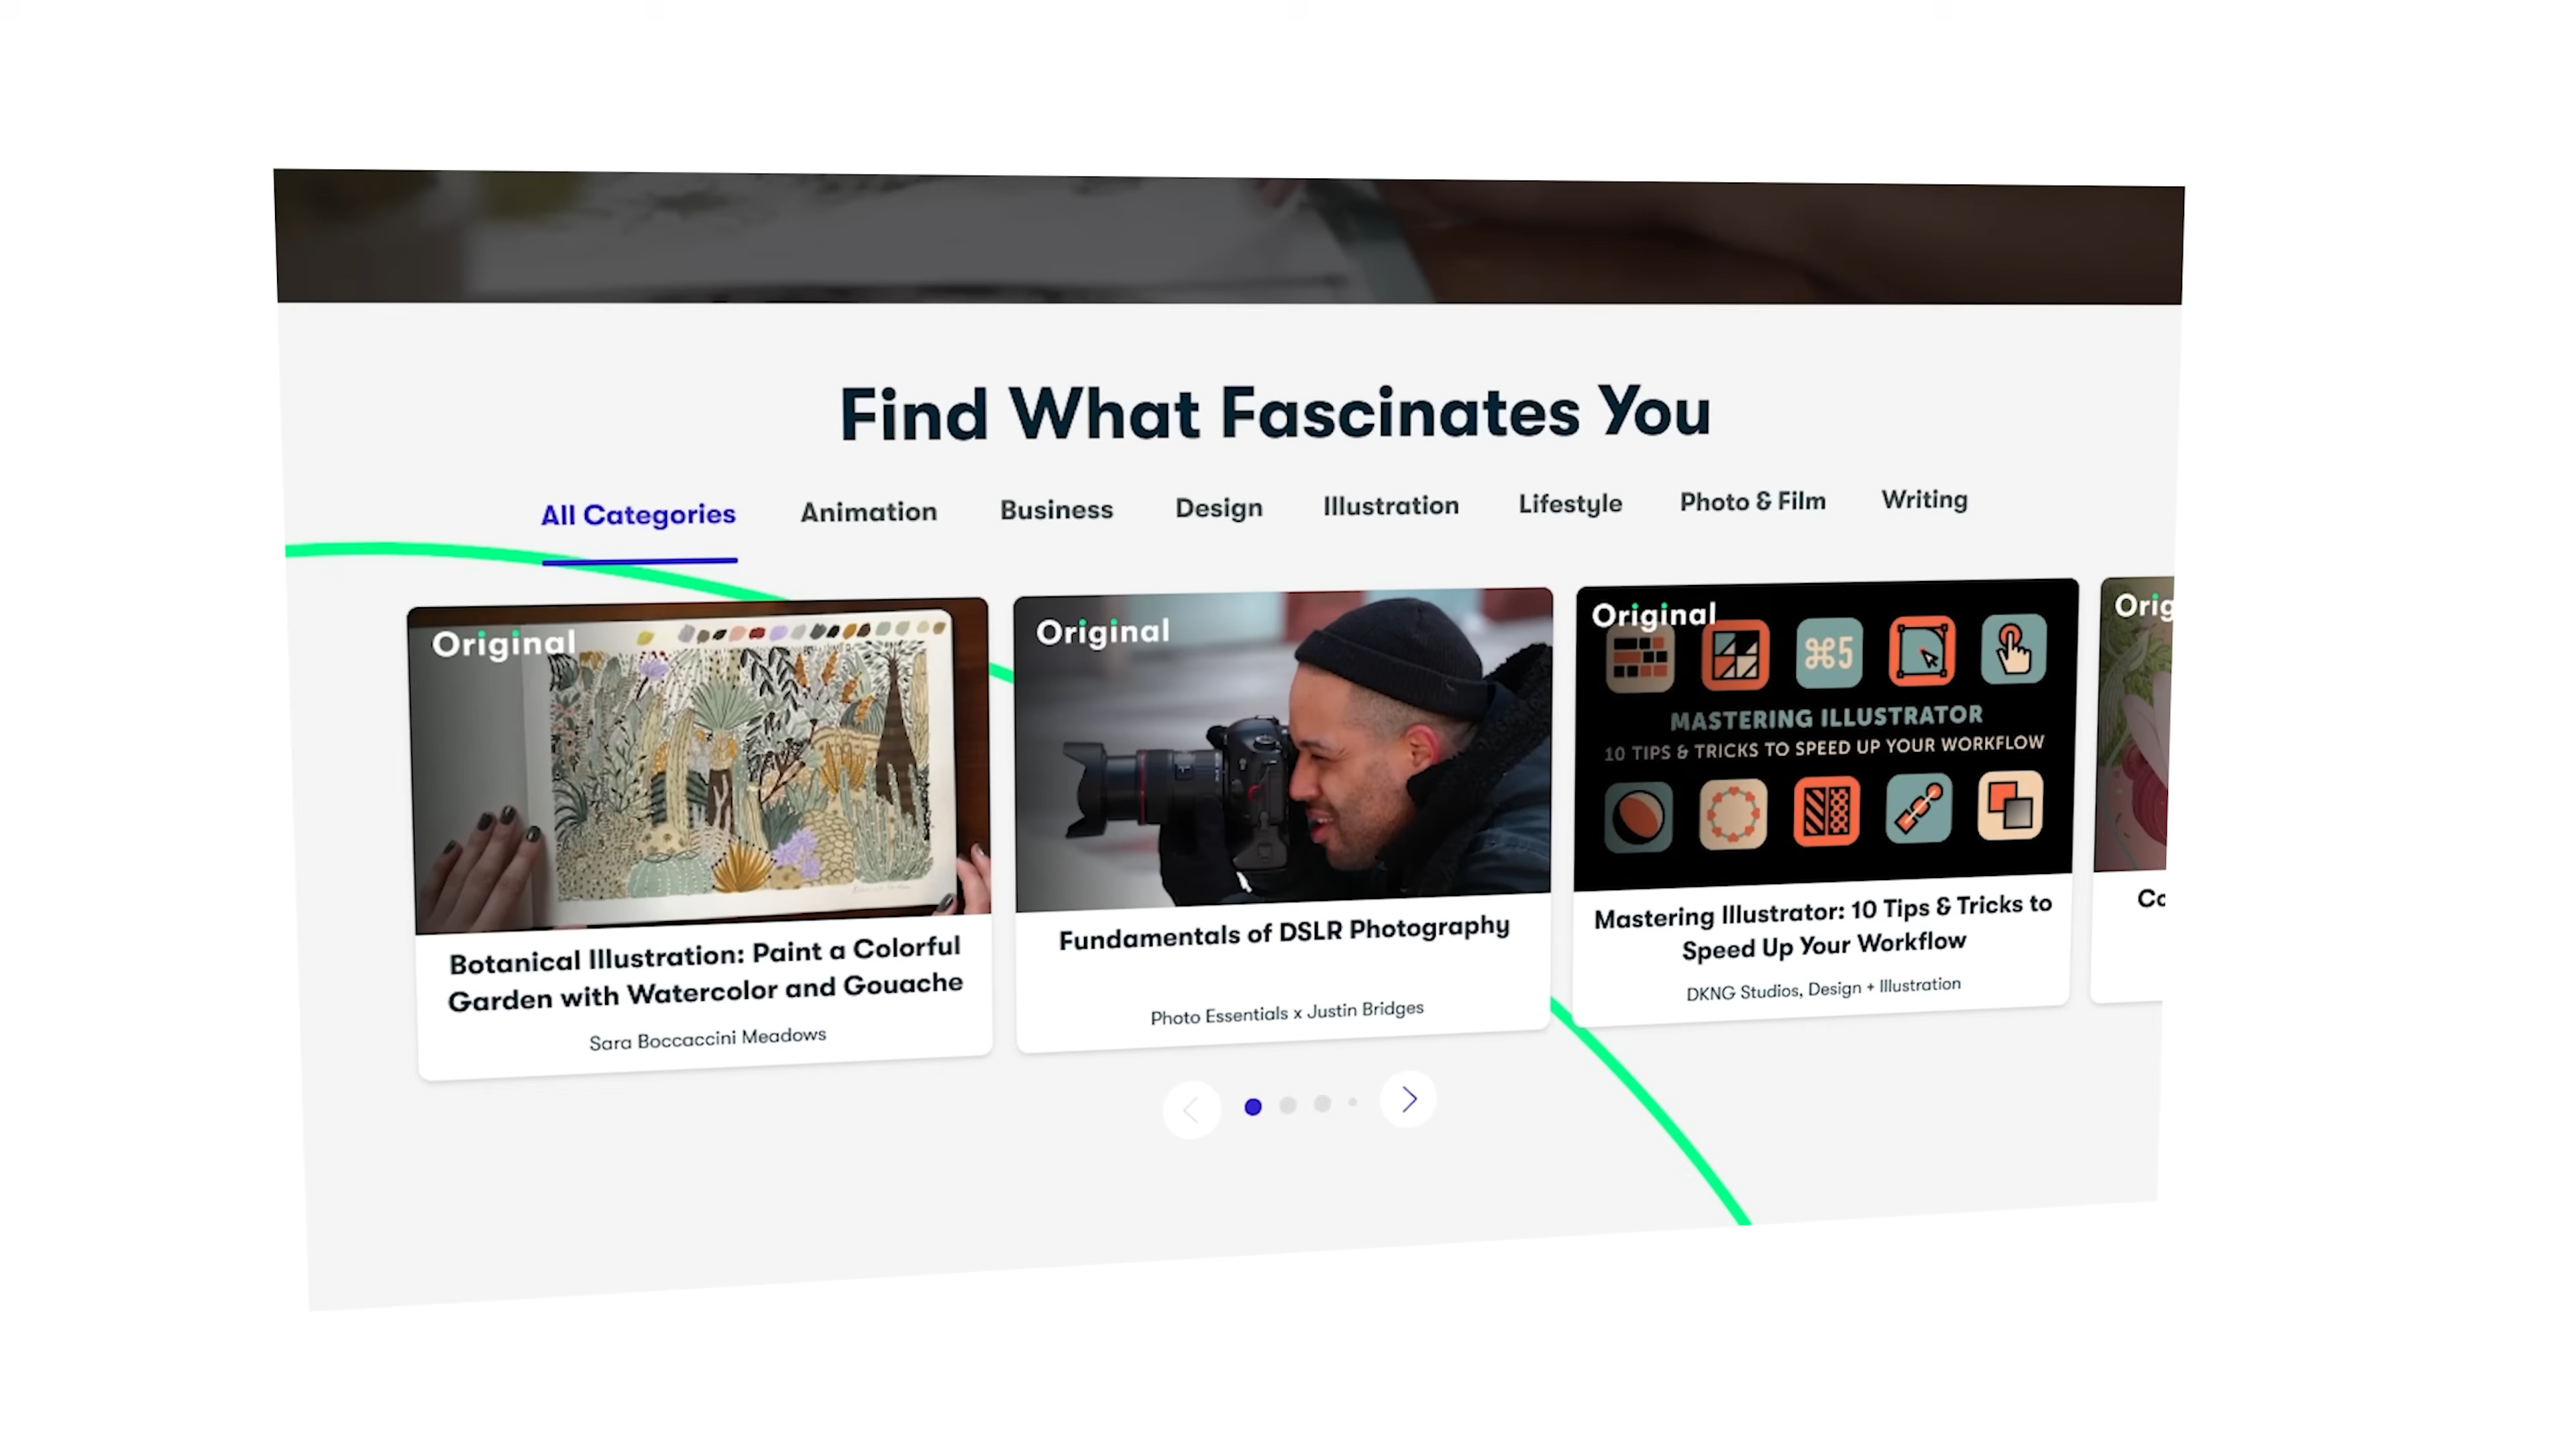 Find What Fascinates You
All Categories Animation Business Design Illustration Lifestyle Photo & Film Writing
Original
Botanical Illustration: Paint a Colorful
Garden with Watercolor and Gouache
Sara Boccaccini Meadows
Original
Fundamentals of DSLR Photography
Photo Essentials x Justin Bridges
Original
⌘5
MASTERING ILLUSTRATOR
10 TIPS & TRICKS TO SPEED UP YOUR WORKFLOW
Mastering Illustrator: 10 Tips & Tricks to
Speed Up Your Workflow
DKNG Studios, Design + Illustration
Orig
Co